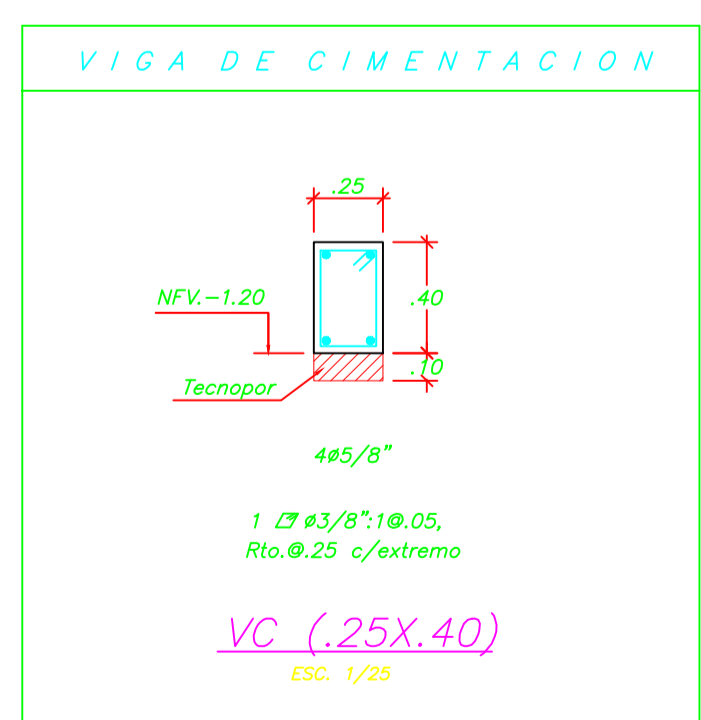 VIGA DE CIMENTACION
.25
NFV.-1.20
.40
.10
Tecnopor
4ø5/8"
1 ø3/8":1@.05,
Rto.@.25 c/extremo
VC (.25X.40)
ESC. 1/25